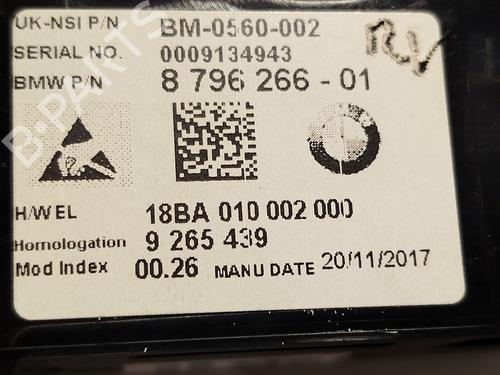 UK-NSI P/N BM-0560-002
SERIAL NO. 0009134943
BMW P/N 8 796 266 - 01
B-PARTS
H/W EL 18BA 010 002 000
Homologation 9 265 439
Mod Index 00.26 MANU DATE 20/11/2017